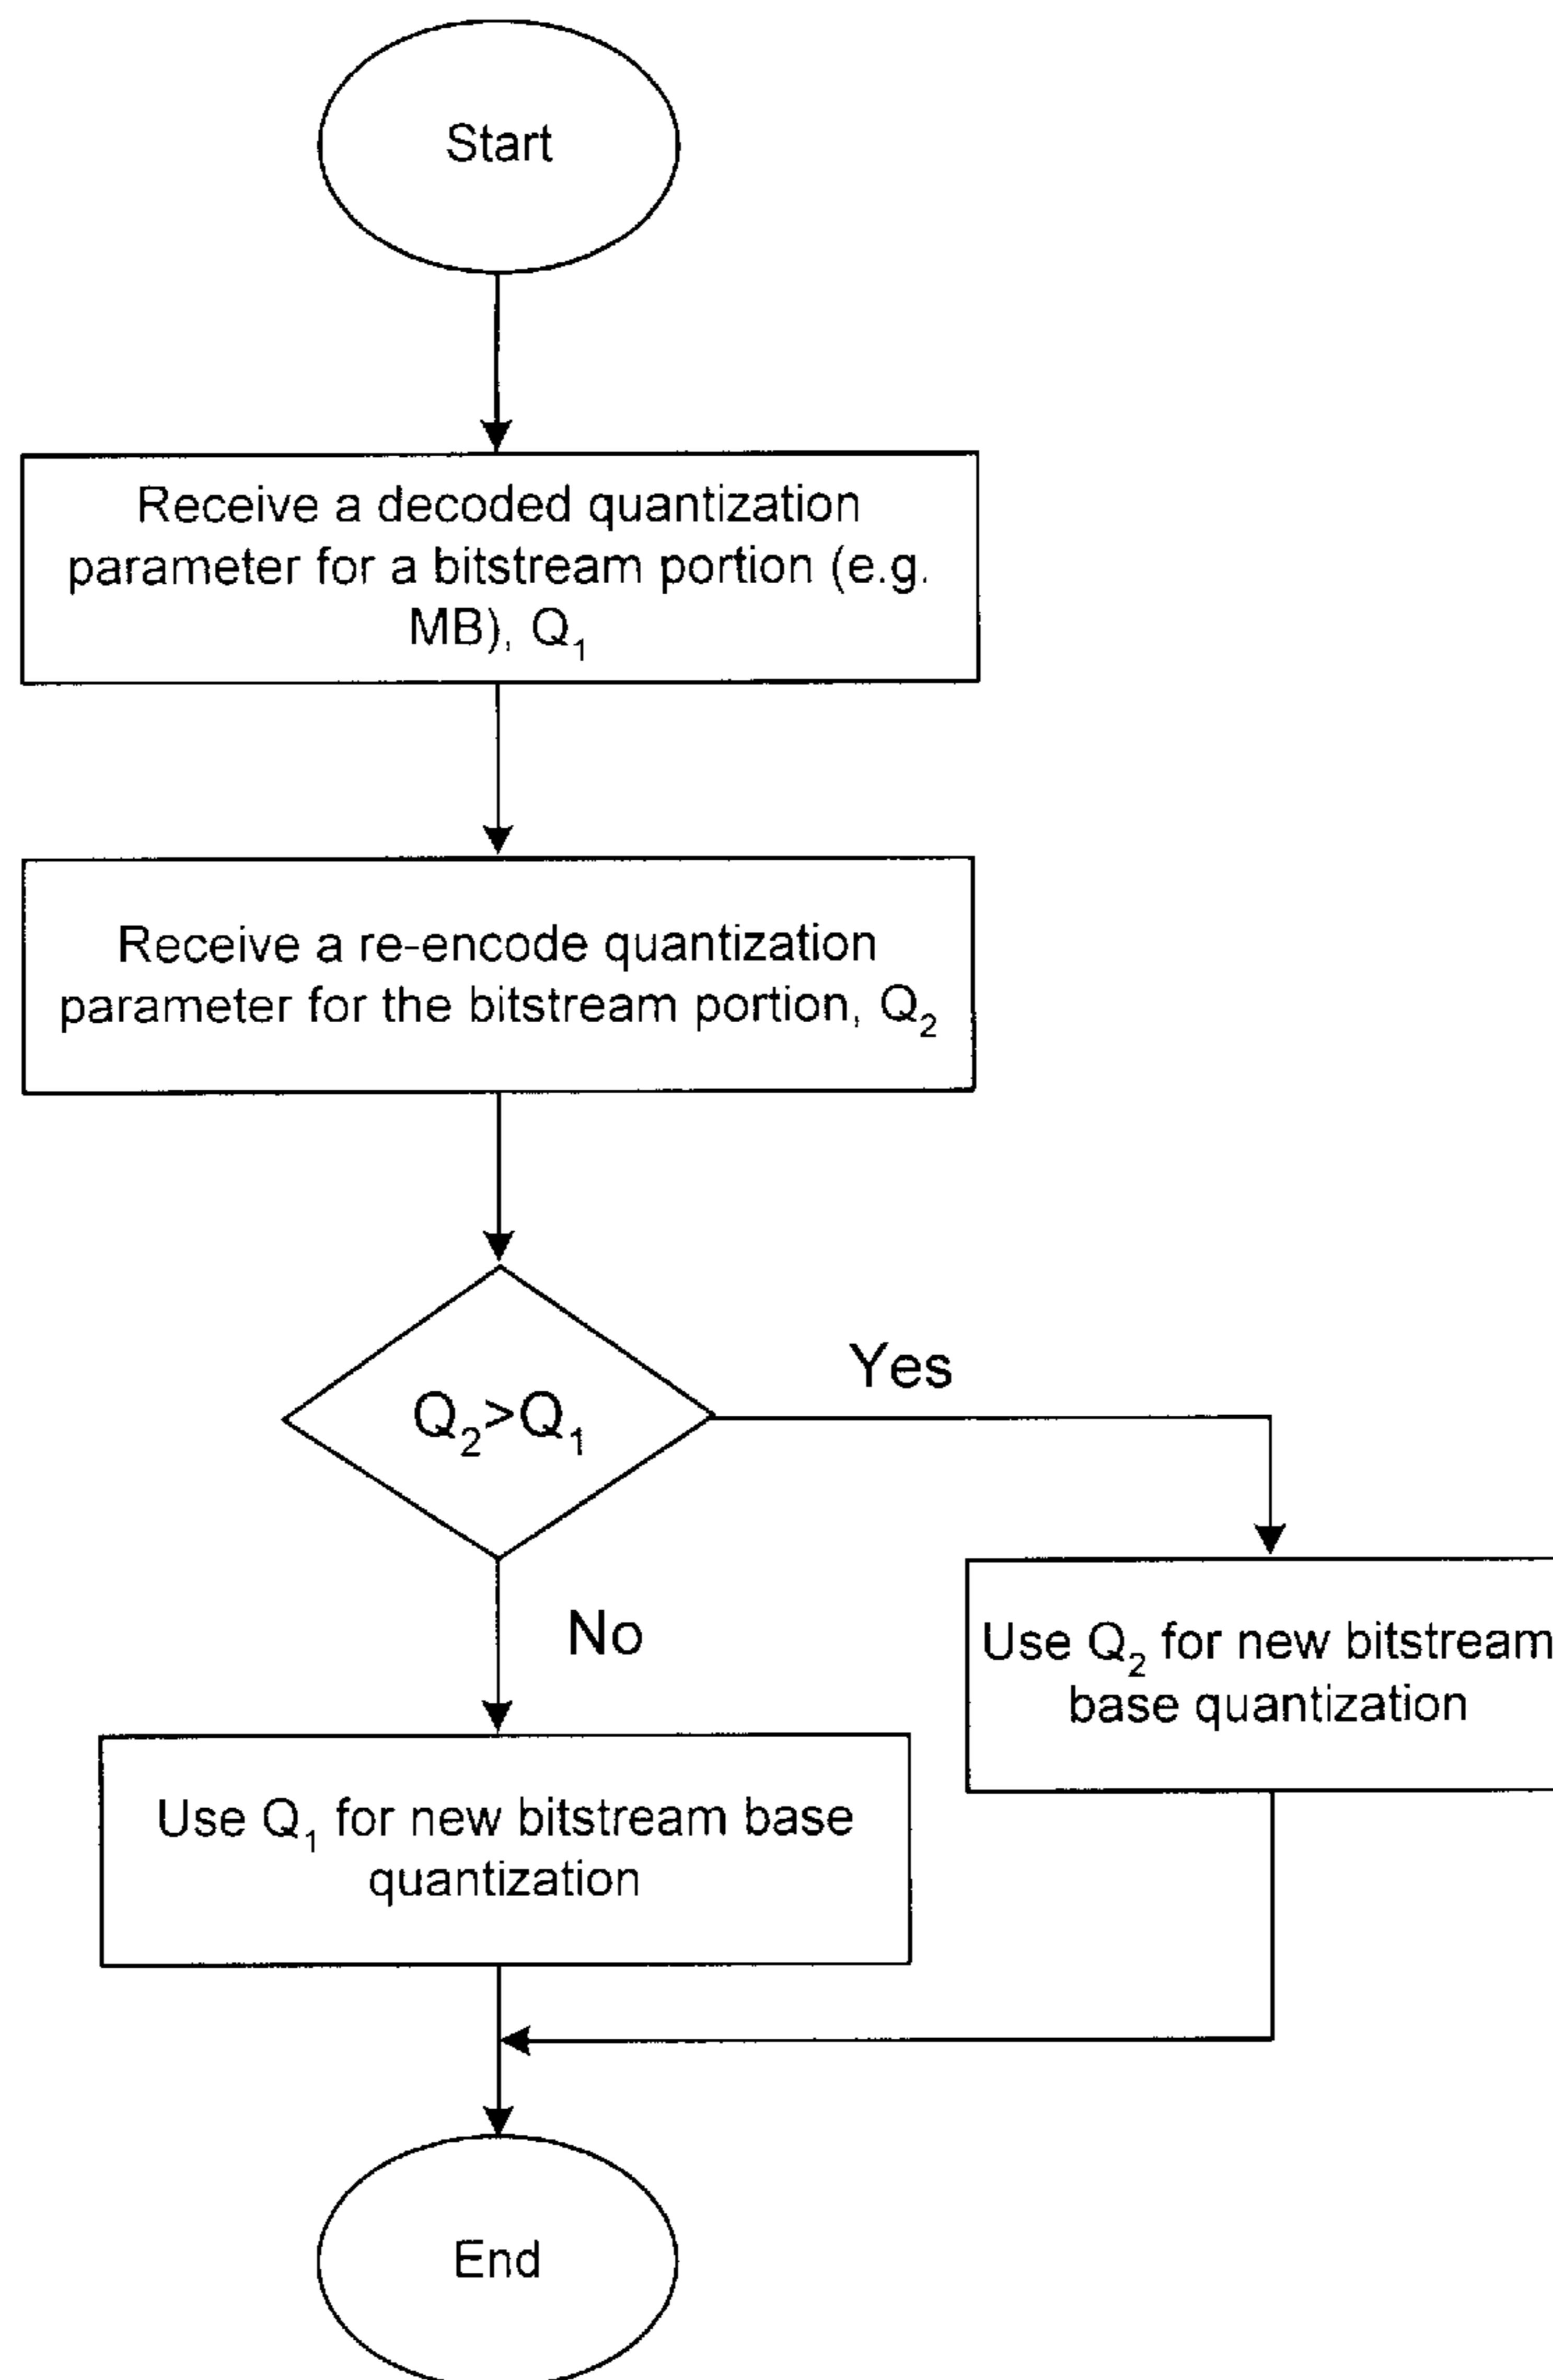 Start
Receive a decoded quantization
parameter for a bitstream portion (e.g.
MB), Q₁
Receive a re-encode quantization
parameter for the bitstream portion, Q₂
Q₂>Q₁
Yes
No
Use Q₂ for new bitstream
base quantization
Use Q₁ for new bitstream base
quantization
End